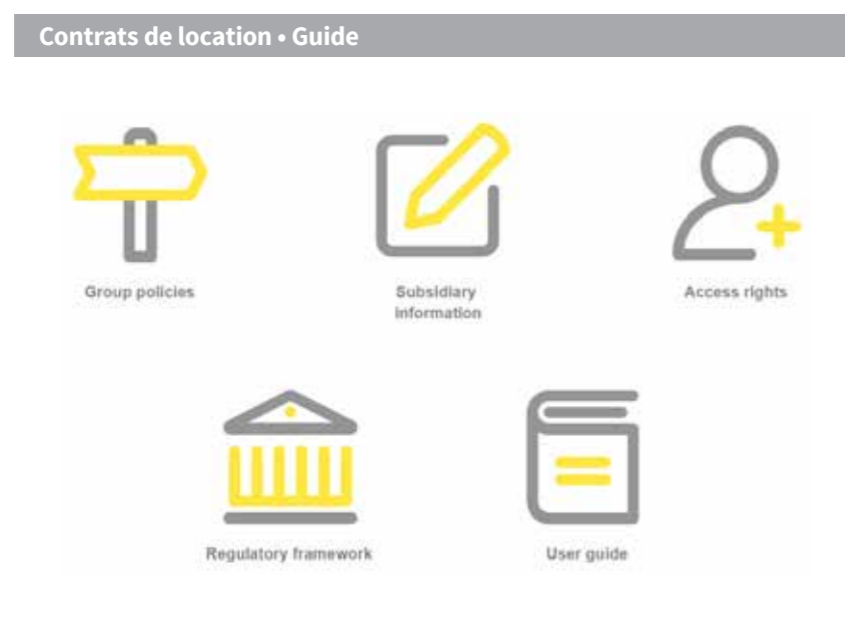 Contrats de location • Guide
Group policies
Subsidiary
information
Access rights
Regulatory framework
User guide